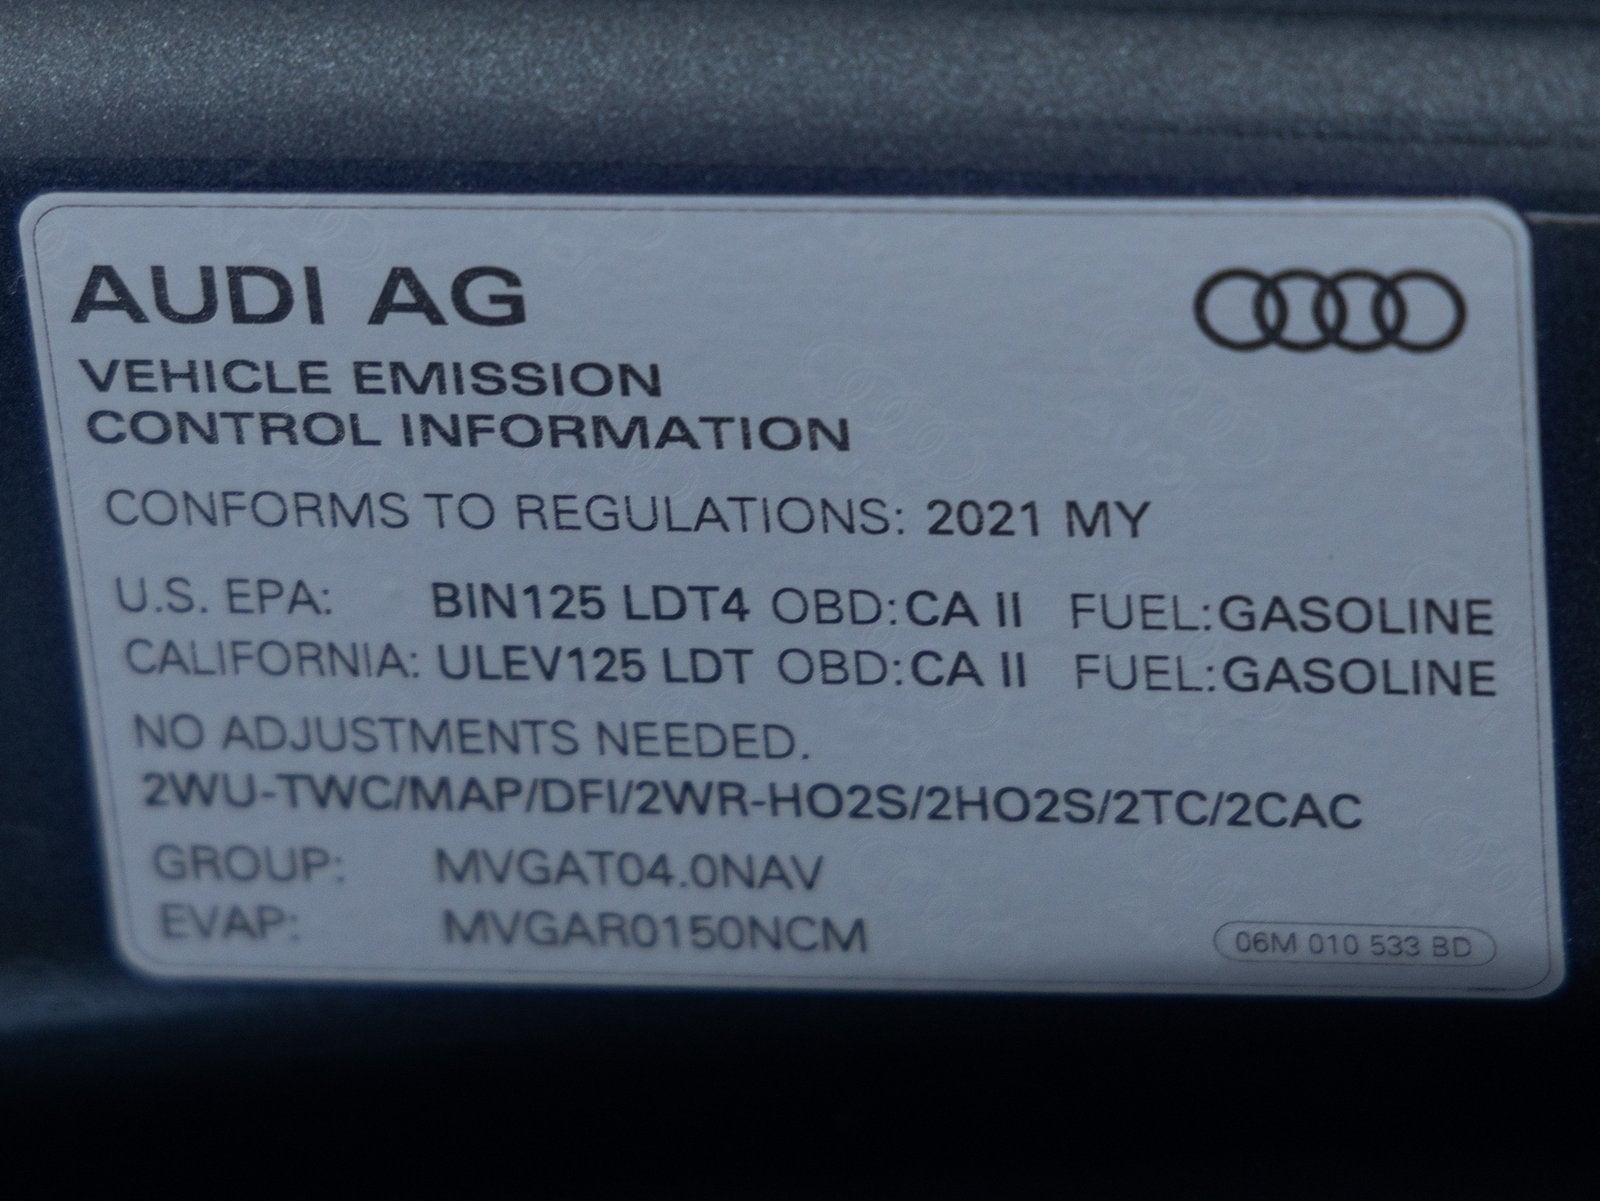 AUDI AG
VEHICLE EMISSION
CONTROL INFORMATION
CONFORMS TO REGULATIONS: 2021 MY
U.S. EPA: BIN125 LDT4 OBD:CA II FUEL:GASOLINE
CALIFORNIA: ULEV125 LDT OBD:CA II FUEL:GASOLINE
NO ADJUSTMENTS NEEDED.
2WU-TWC/MAP/DFI/2WR-HO2S/2HO2S/2TC/2CAC
GROUP: MVGAT04.0NAV
EVAP: MVGAR0150NCM
06M 010 533 BD